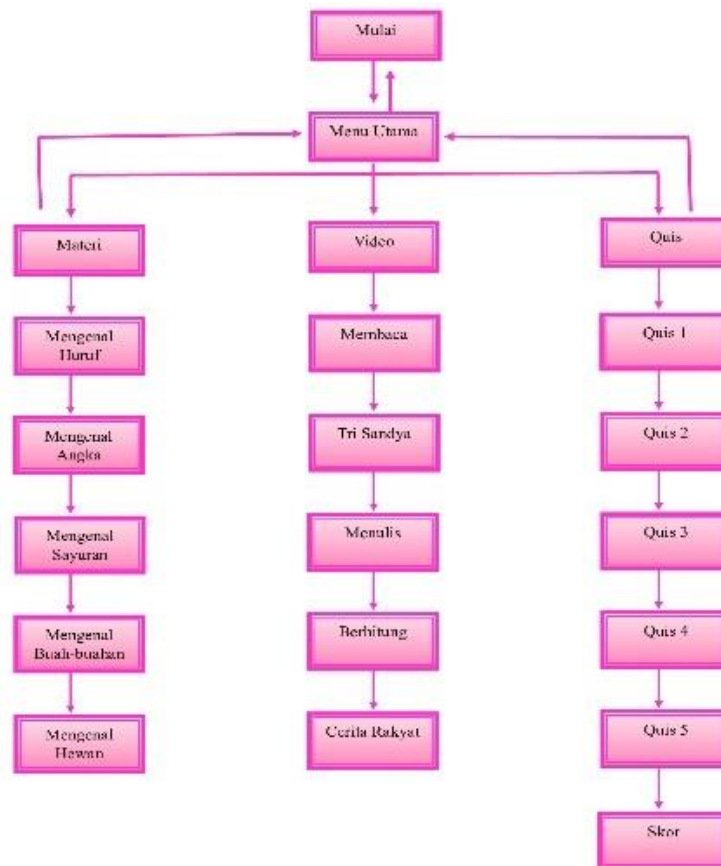 Mulai
Menu Utama
Materi
Video
Quis
Mengenal
Huruf
Membaca
Quis 1
Mengenal
Angka
Tri Sandya
Quis 2
Mengenal
Sayuran
Menulis
Quis 3
Mengenal
Buah-buahan
Berhitung
Quis 4
Mengenal
Hewan
Cerita Rakyat
Quis 5
Skor